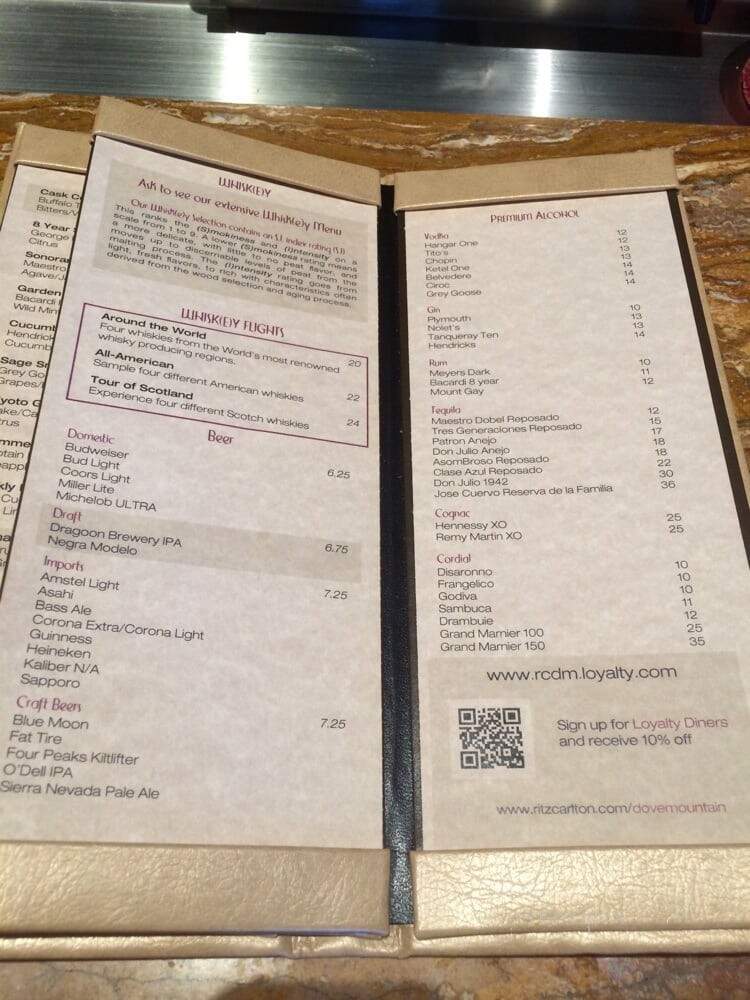 Cask
Buffalo
Bitters/
8 Year
George
Citrus
Sonora
Maestro
Agave/
Garden
Bacardi
Wild Min
Cucum
Hendrick
Cucumb
Sage
Grey Go
Grapes/
WHISK(E)Y
Ask to see our extensive Whisk(e)y Menu
Our Whisk(e)y Selection contains an S.I. index rating (S.I)
This ranks the (S)mokiness and (I)ntensity on a
scale from 1 to 9. A lower (S)mokiness rating means
a more delicate, with little to no peat flavor, and
moves up to discernable levels of peat from the
malting process. The (I)ntensity rating goes from
light, fresh flavors, to rich with characteristics often
derived from the wood selection and aging process.
WHISK(E)Y FLIGHTS
Around the World
Four whiskies from the World's most renowned
whisky producing regions. 20
All-American
Sample four different American whiskies 22
Tour of Scotland
Experience four different Scotch whiskies 24
Beer
Domestic
Budweiser 6.25
Bud Light
Coors Light
Miller Lite
Michelob ULTRA
Draft
Dragoon Brewery IPA 6.75
Negra Modelo
Imports
Amstel Light 7.25
Asahi
Bass Ale
Corona Extra/Corona Light
Guinness
Heineken
Kaliber N/A
Sapporo
Craft Beers
Blue Moon 7.25
Fat Tire
Four Peaks Kiltlifter
O'Dell IPA
Sierra Nevada Pale Ale
PREMIUM ALCOHOL
Vodka
Hangar One 12
Tito's 12
Chopin 13
Ketel One 13
Belvedere 14
Ciroc 14
Grey Goose 14
Gin
Plymouth 10
Nolet's 13
Tanqueray Ten 13
Hendricks 14
Rum
Meyers Dark 10
Bacardi 8 year 11
Mount Gay 12
Tequila
Maestro Dobel Reposado 12
Tres Generaciones Reposado 15
Patron Anejo 17
Don Julio Anejo 18
AsomBroso Reposado 18
Clase Azul Reposado 22
Don Julio 1942 30
Jose Cuervo Reserva de la Familia 36
Cognac
Hennessy XO 25
Remy Martin XO 25
Cordial
Disaronno 10
Frangelico 10
Godiva 10
Sambuca 11
Drambuie 12
Grand Marnier 100 25
Grand Marnier 150 35
www.rcdm.loyalty.com
Sign up for Loyalty Diners
and receive 10% off
www.ritzcarlton.com/dovemountain